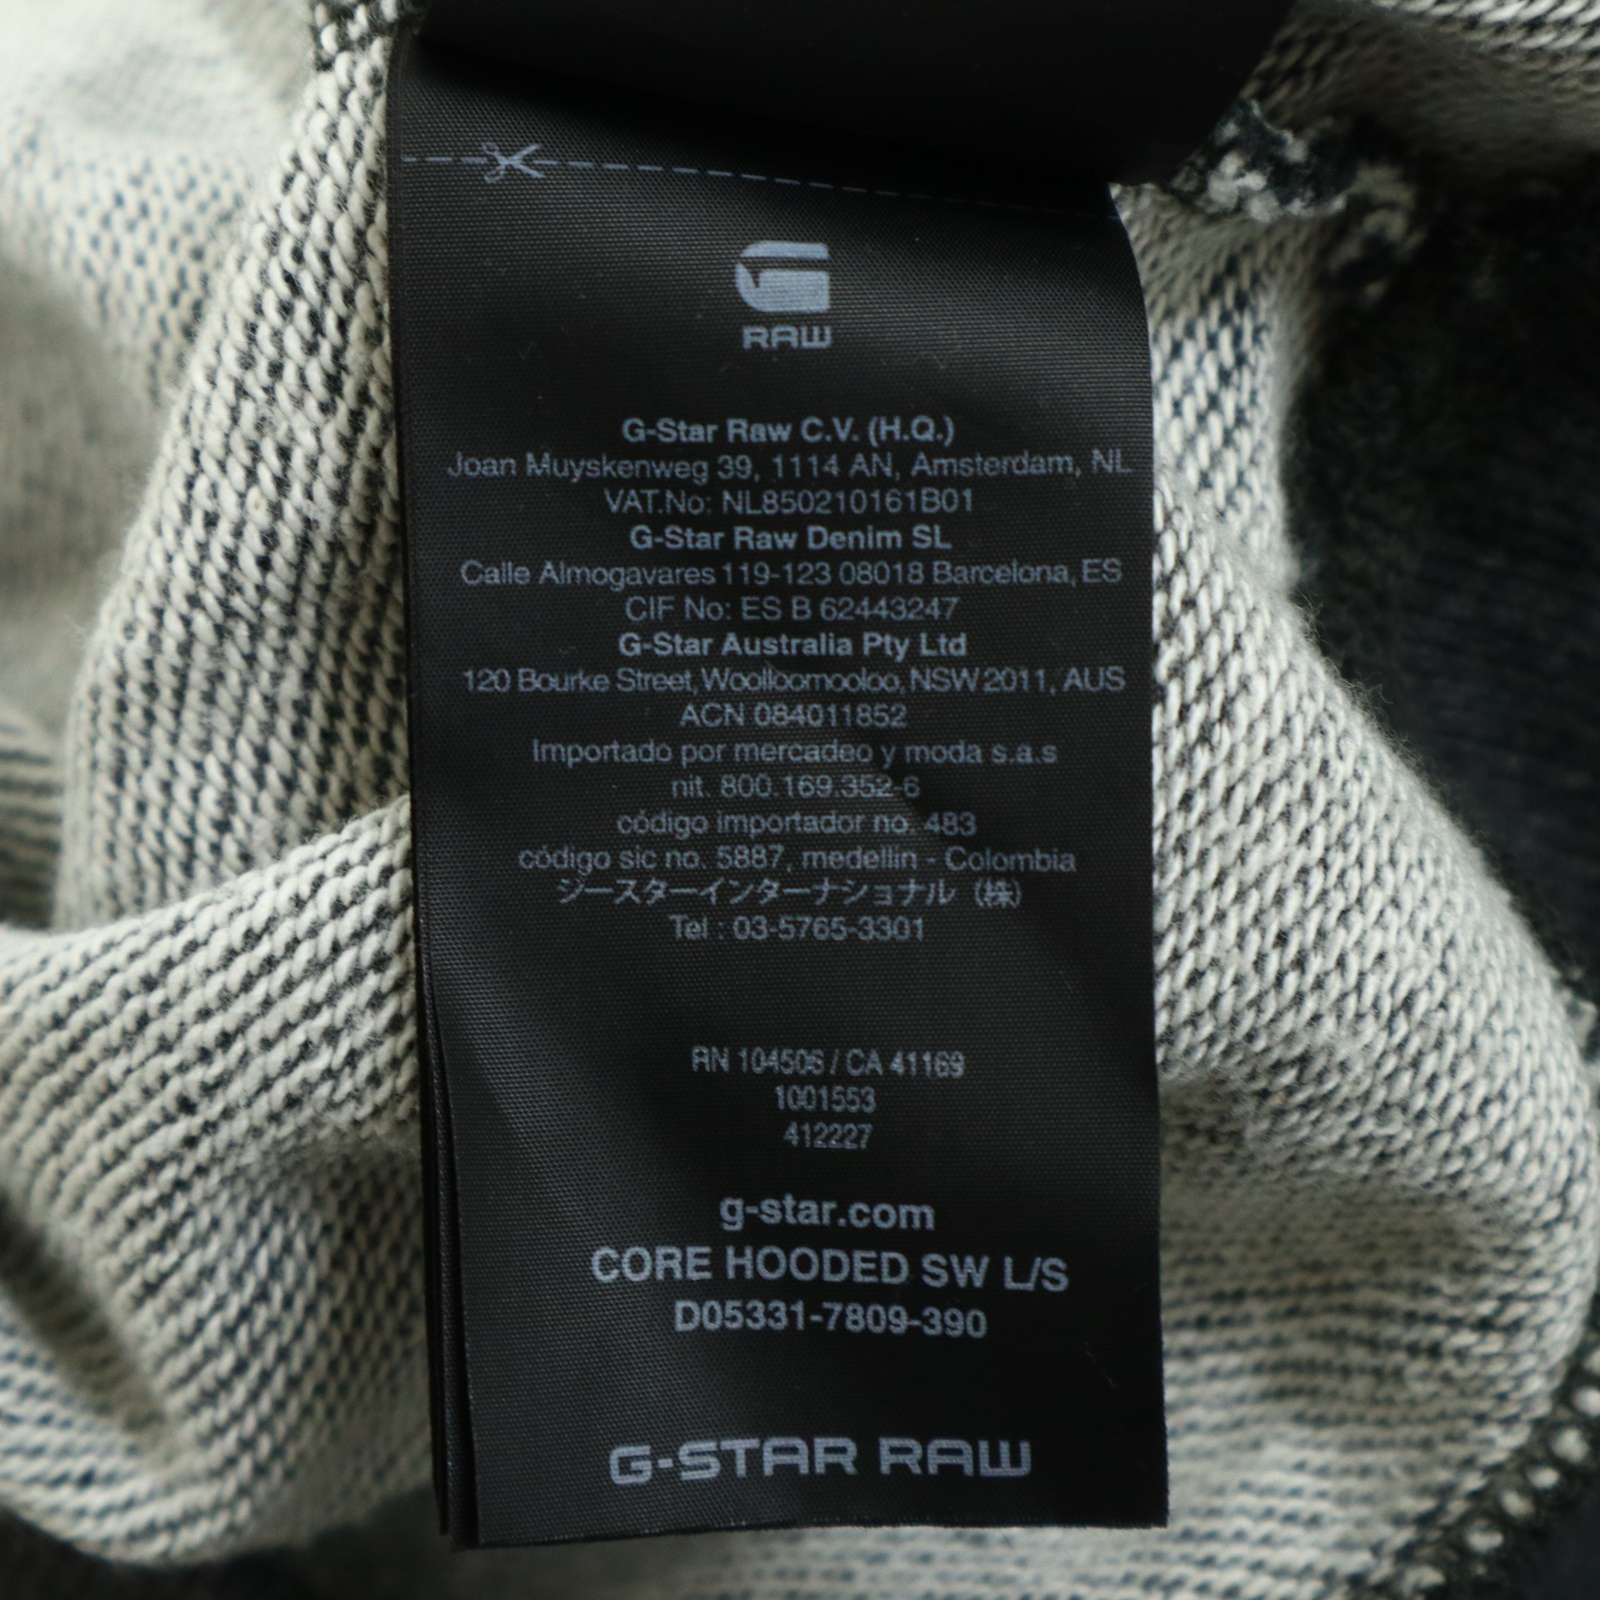 RAW
G-Star Raw C.V. (H.Q.)
Joan Muyskenweg 39, 1114 AN, Amsterdam, NL
VAT.No: NL850210161B01
G-Star Raw Denim SL
Calle Almogavares 119-123 08018 Barcelona, ES
CIF No: ES B 62443247
G-Star Australia Pty Ltd
120 Bourke Street, Woolloomooloo, NSW 2011, AUS
ACN 084011852
Importado por mercadeo y moda s.a.s
nit. 800.169.352-6
código importador no. 483
código sic no. 5887, medellin - Colombia
ジースターインターナショナル（株）
Tel : 03-5765-3301
RN 104506 / CA 41169
1001553
412227
g-star.com
CORE HOODED SW L/S
D05331-7809-390
G-STAR RAW